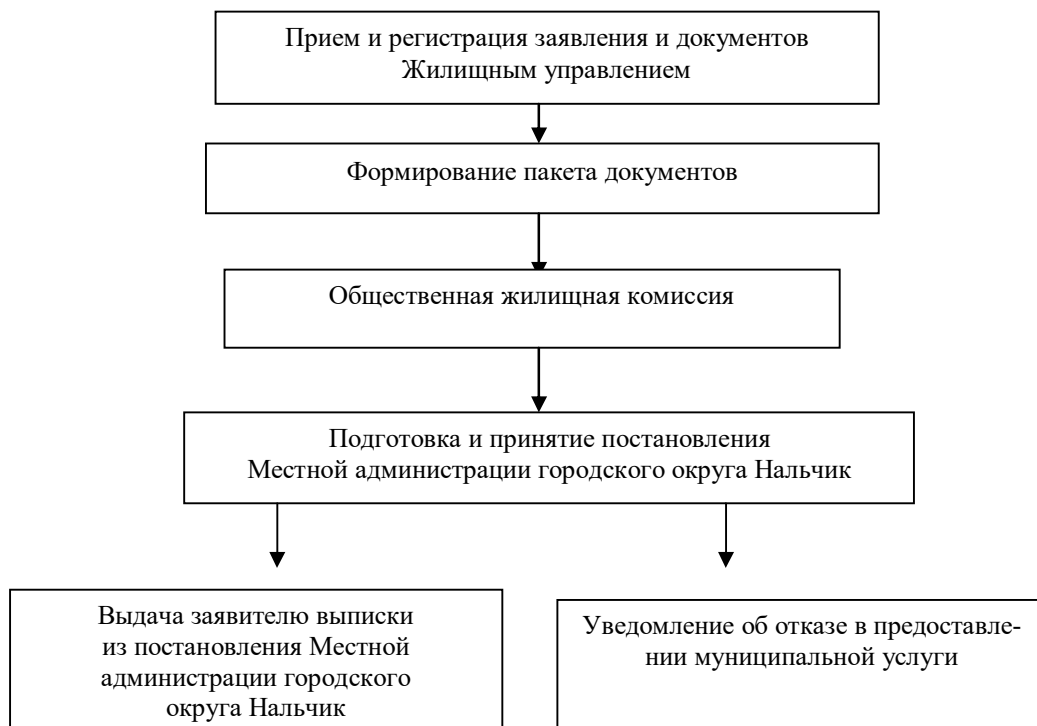 Прием и регистрация заявления и документов
Жилищным управлением
Формирование пакета документов
Общественная жилищная комиссия
Подготовка и принятие постановления
Местной администрации городского округа Нальчик
Выдача заявителю выписки
из постановления Местной
администрации городского
округа Нальчик
Уведомление об отказе в предоставле-
нии муниципальной услуги